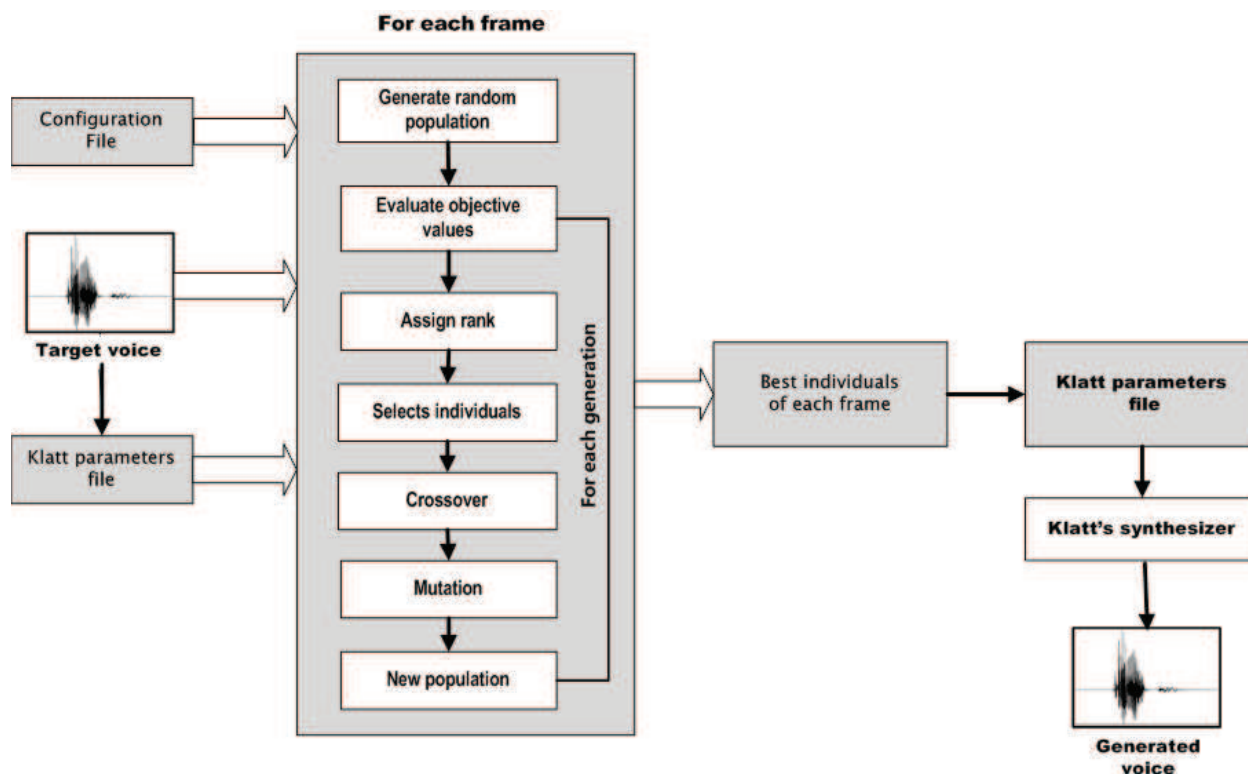 For each frame
Configuration
File
Target voice
Klatt parameters
file
Generate random
population
Evaluate objective
values
Assign rank
Selects individuals
Crossover
Mutation
New population
For each generation
Best individuals
of each frame
Klatt parameters
file
Klatt's synthesizer
Generated
voice